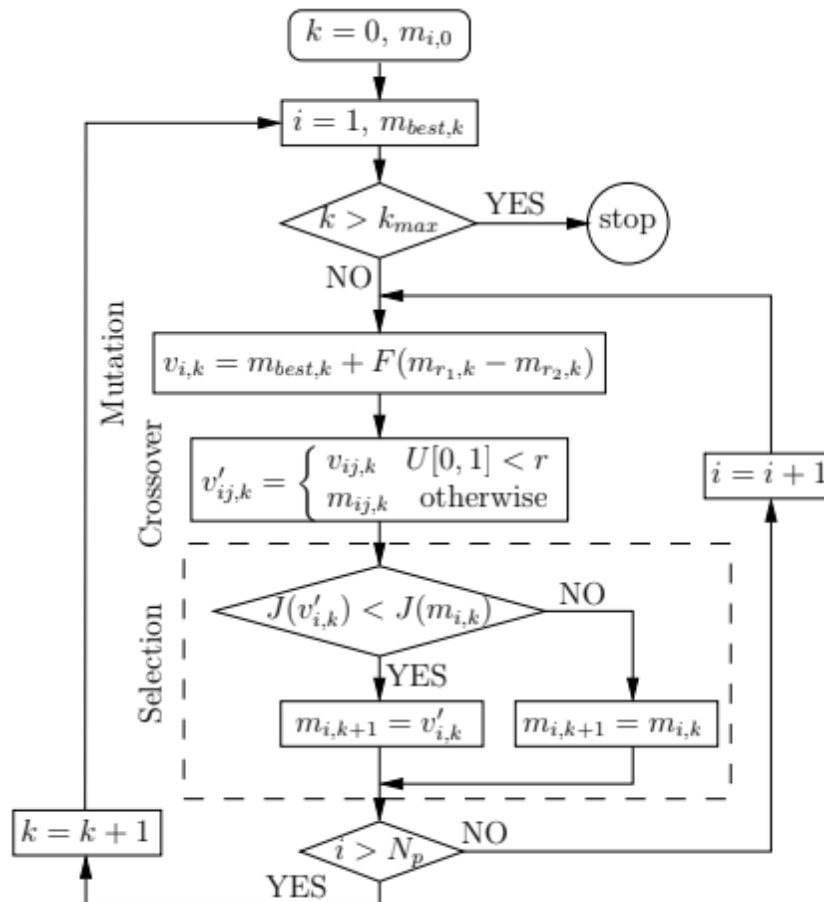 k = 0, m_{i,0}
i = 1, m_{best,k}
k > k_{max}
YES
stop
NO
Mutation
v_{i,k} = m_{best,k} + F(m_{r_1,k} − m_{r_2,k})
Crossover
v'_{ij,k} = { v_{ij,k} U[0, 1] < r
m_{ij,k} otherwise
i = i + 1
Selection
J(v'_{i,k}) < J(m_{i,k})
NO
YES
m_{i,k+1} = v'_{i,k}
m_{i,k+1} = m_{i,k}
k = k + 1
i > N_p
NO
YES